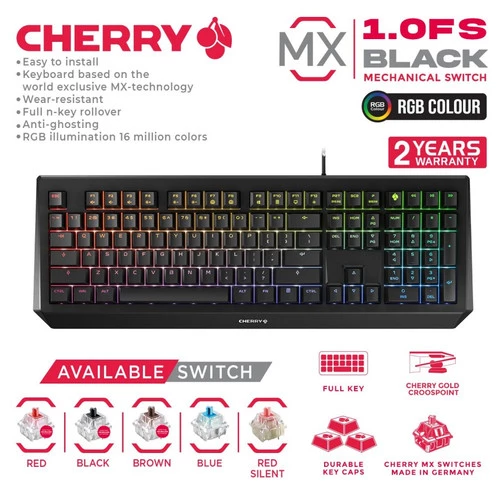 CHERRY
MX
1.0FS
BLACK
MECHANICAL SWITCH
• Easy to install
• Keyboard based on the
world exclusive MX-technology
• Wear-resistant
• Full n-key rollover
• Anti-ghosting
• RGB illumination 16 million colors
RGB
Colour
RGB COLOUR
2 YEARS
WARRANTY
CHERRY
AVAILABLE SWITCH
RED
BLACK
BROWN
BLUE
RED
SILENT
FULL KEY
CHERRY GOLD
CROOSPOINT
DURABLE
KEY CAPS
CHERRY MX SWITCHES
MADE IN GERMANY